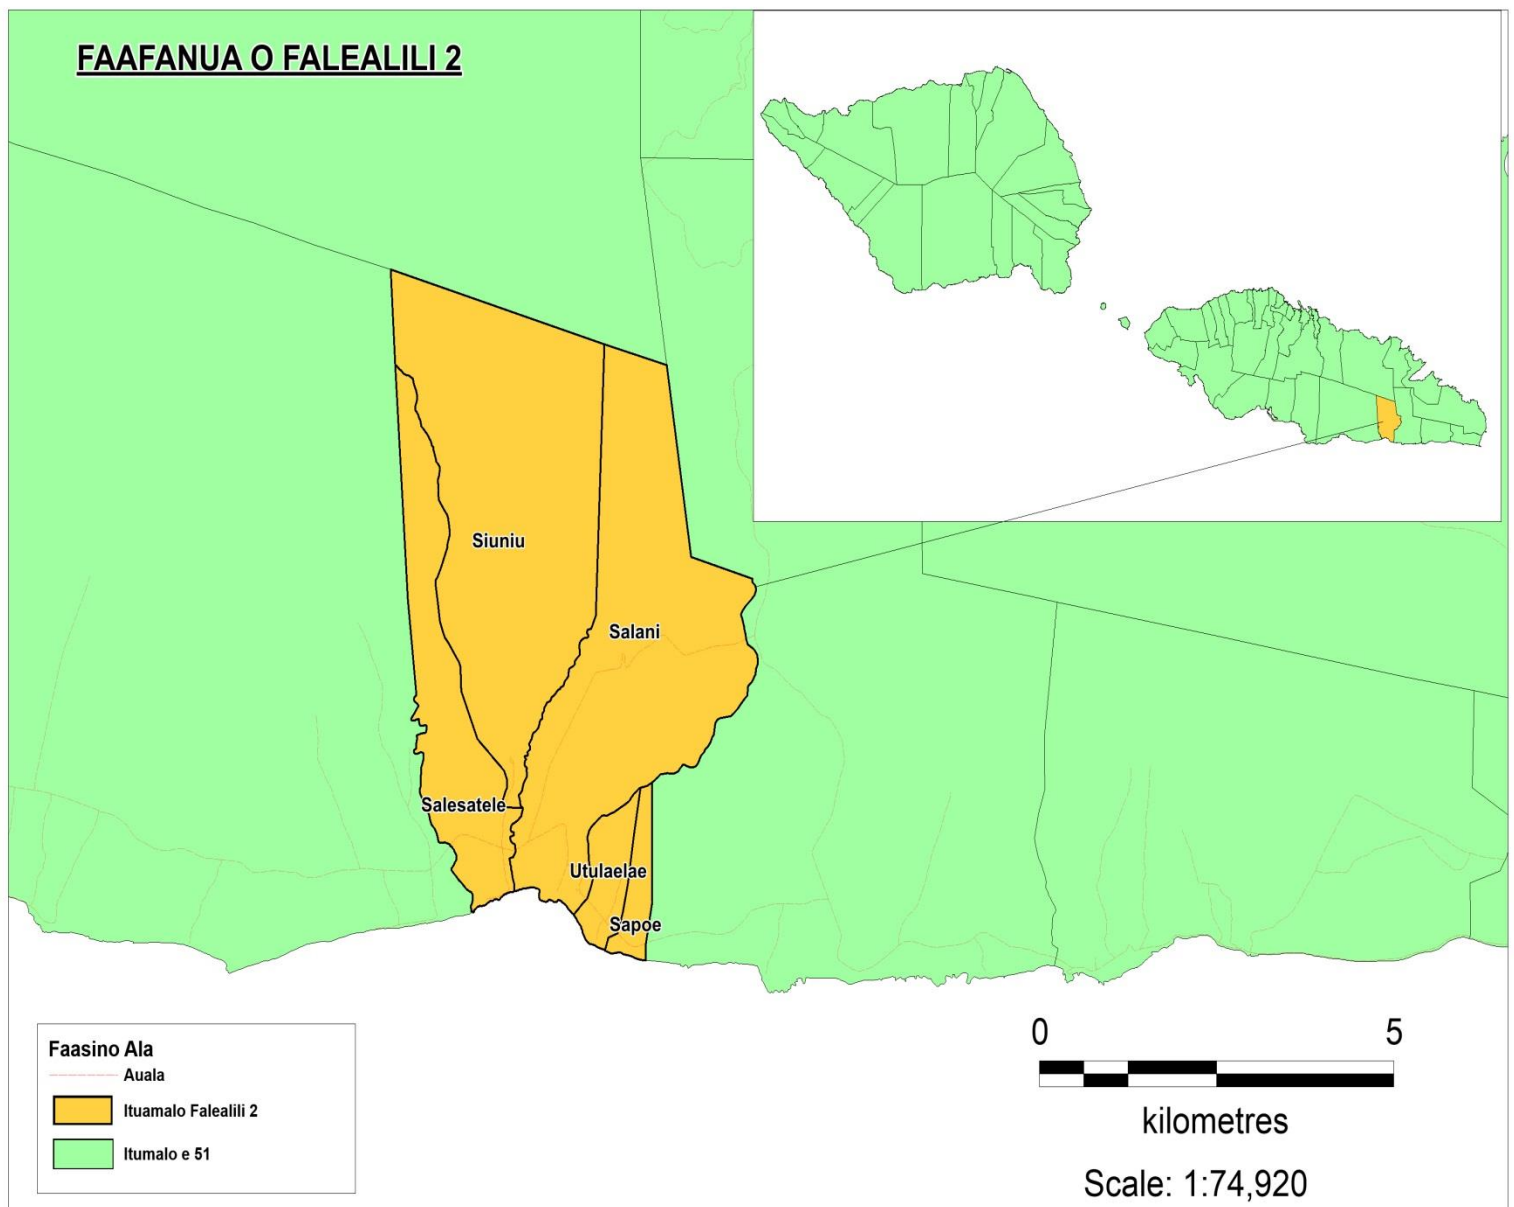 FAAFANUA O FALEALILI 2
Siuniu
Salani
Salesatele
Utulaelae
Sapoe
Faasino Ala
Auala
Ituamalo Falealili 2
Itumalo e 51
0 5
kilometres
Scale: 1:74,920